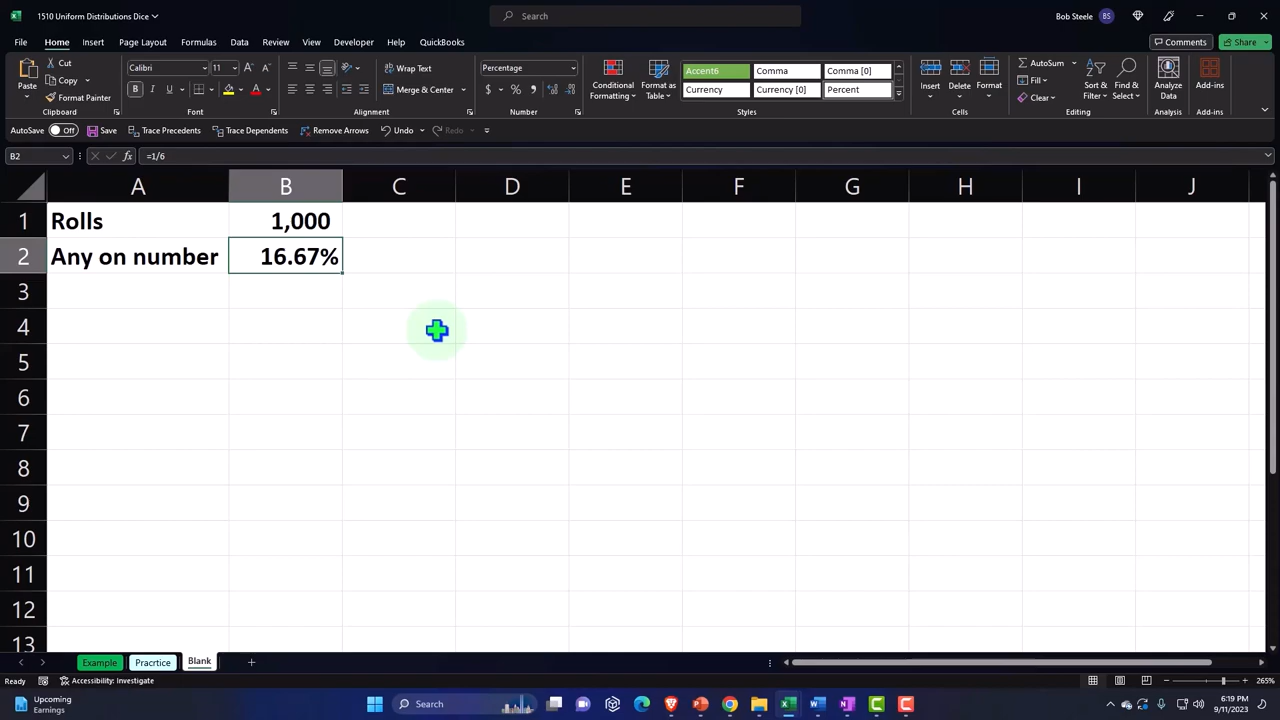 1510 Uniform Distributions Dice
Search
Bob Steele BS
File Home Insert Page Layout Formulas Data Review View Developer Help QuickBooks
Comments Share
Paste Cut Copy Format Painter
Calibri 11
Wrap Text
Merge & Center
Percentage
Conditional Formatting
Format as Table
Accent6 Comma Comma [0]
Currency Currency [0] Percent
Insert Delete Format
AutoSum
Fill
Clear
Sort & Filter
Find & Select
Analyze Data
Add-ins
Clipboard Font Alignment Number Styles Cells Editing Analysis Add-ins
AutoSave Off Save Trace Precedents Trace Dependents Remove Arrows Undo Redo
B2 fx =1/6
A B C D E F G H I J
1 Rolls 1,000
2 Any on number 16.67%
3
4
5
6
7
8
9
10
11
12
13
Example Pracrtice Blank
Ready Accessibility: Investigate 265%
Upcoming
Earnings
Search
6:19 PM
9/11/2023